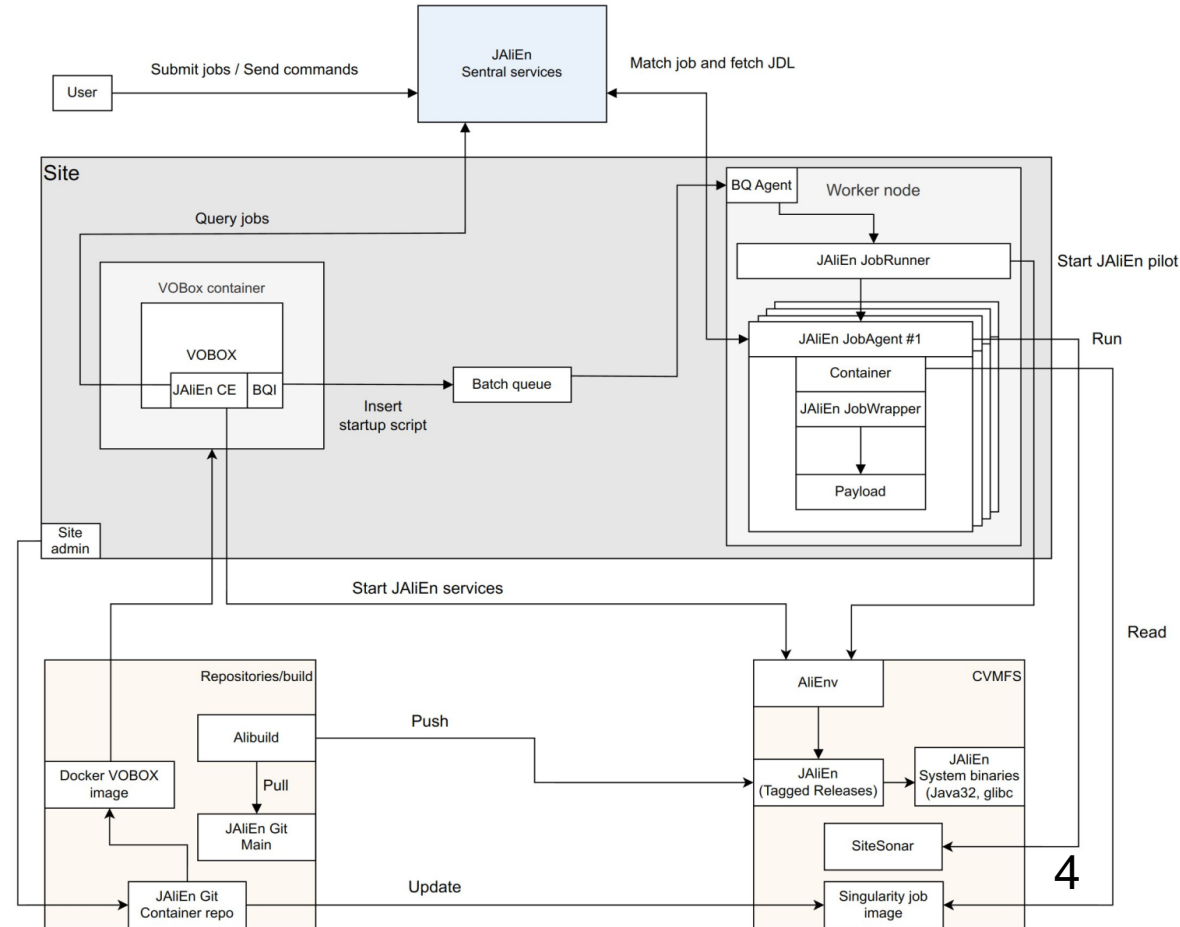 JAliEn
Sentral services
Submit jobs / Send commands
Match job and fetch JDL
User
Site
BQ Agent
Worker node
Query jobs
JAliEn JobRunner
Start JAliEn pilot
VOBox container
VOBOX
JAliEn CE
BQI
Insert
startup script
Batch queue
JAliEn JobAgent #1
Run
Container
JAliEn JobWrapper
Payload
Site
admin
Start JAliEn services
Read
Repositories/build
CVMFS
AliEnv
Alibuild
Push
Docker VOBOX
image
Pull
JAliEn
(Tagged Releases)
JAliEn
System binaries
(Java32, glibc
JAliEn Git
Main
SiteSonar
4
JAliEn Git
Container repo
Update
Singularity job
image